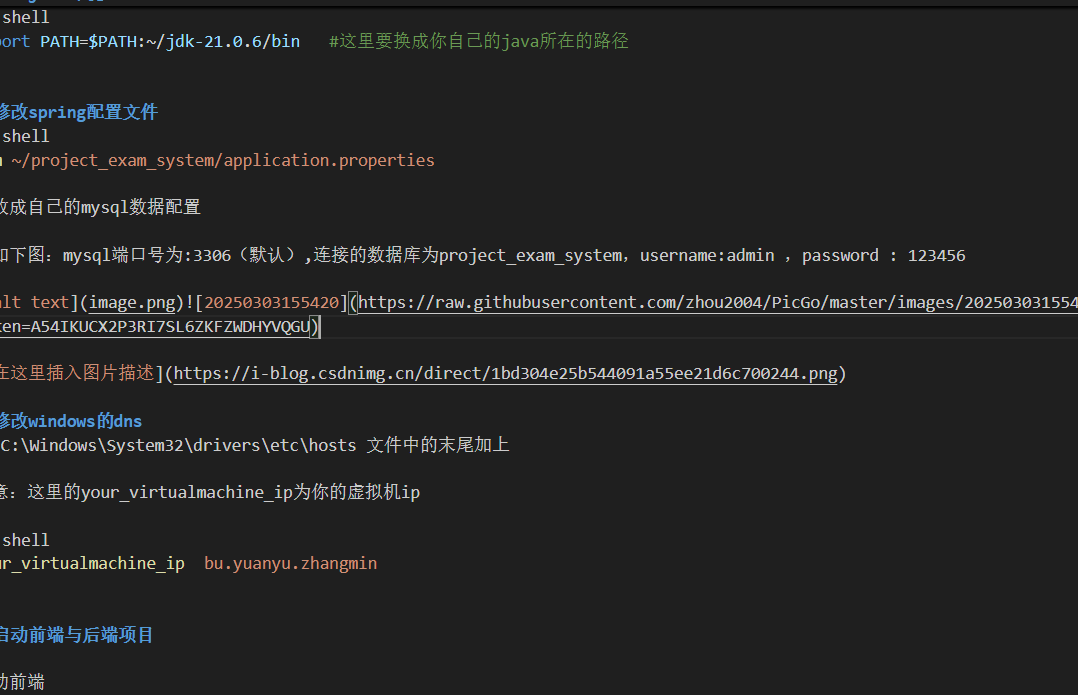 shell
port PATH=$PATH:~/jdk-21.0.6/bin #这里要换成你自己的java所在的路径
修改spring配置文件
shell
~/project_exam_system/application.properties
改成自己的mysql数据配置
如下图：mysql端口号为:3306（默认）,连接的数据库为project_exam_system，username:admin ，password : 123456
alt text](image.png)![20250303155420](https://raw.githubusercontent.com/zhou2004/PicGo/master/images/202503031554
ken=A54IKUCX2P3RI7SL6ZKFZWDHYVQGU)
在这里插入图片描述](https://i-blog.csdnimg.cn/direct/1bd304e25b544091a55ee21d6c700244.png)
修改windows的dns
C:\Windows\System32\drivers\etc\hosts 文件中的末尾加上
意：这里的your_virtualmachine_ip为你的虚拟机ip
shell
ur_virtualmachine_ip bu.yuanyu.zhangmin
启动前端与后端项目
动前端